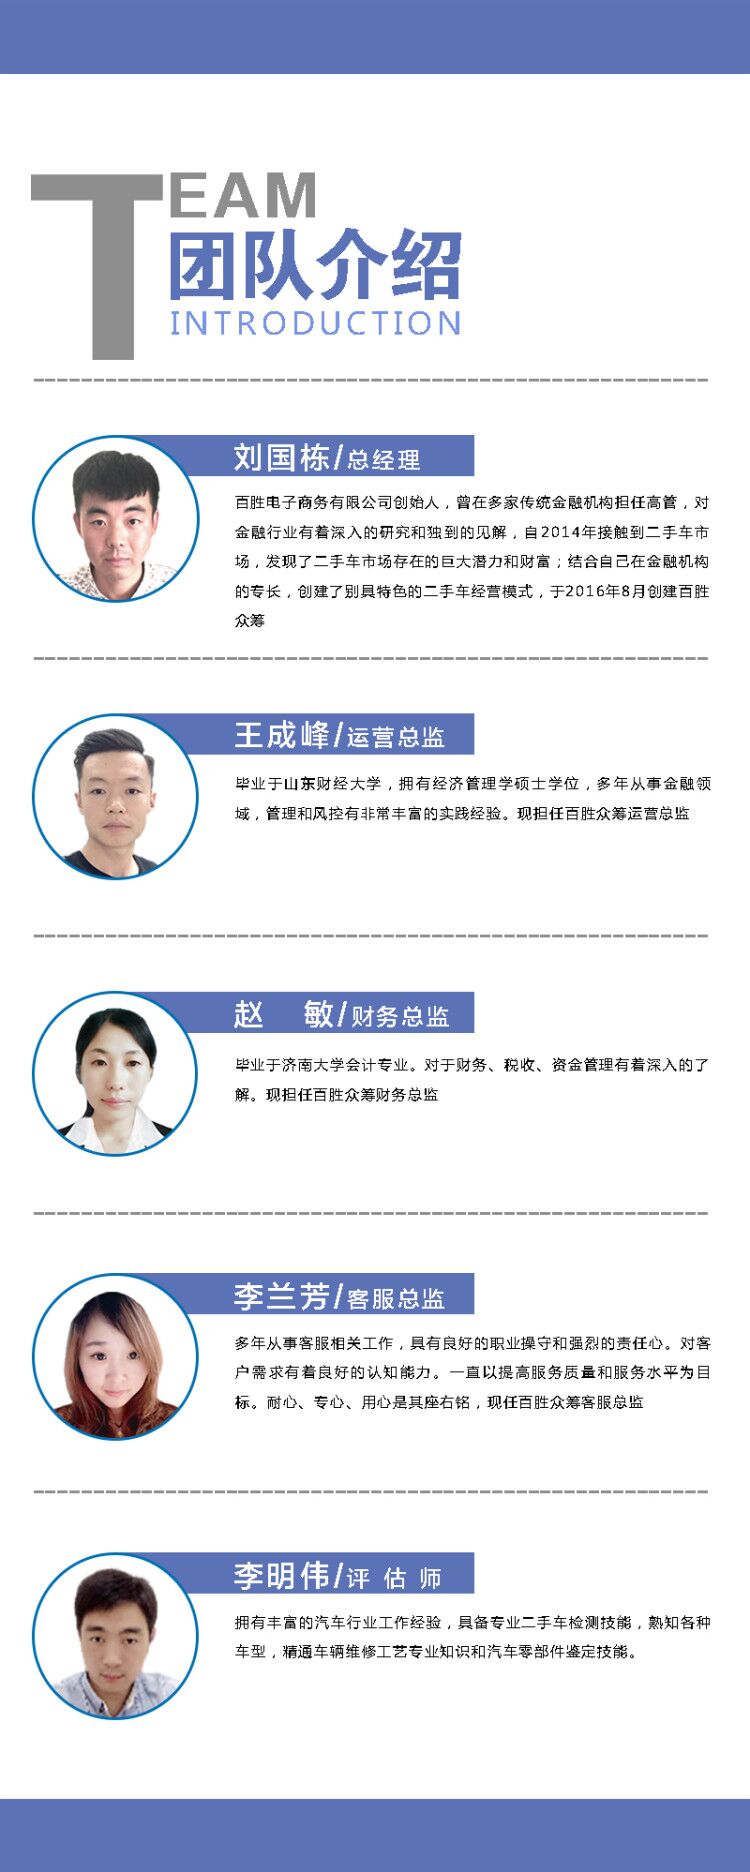 TEAM
团队介绍
INTRODUCTION
刘国栋/总经理
百胜电子商务有限公司创始人，曾在多家传统金融机构担任高管，对
金融行业有着深入的研究和独到的见解，自2014年接触到二手车市
场，发现了二手车市场存在的巨大潜力和财富；结合自己在金融机构
的专长，创建了别具特色的二手车经营模式，于2016年8月创建百胜
众筹
王成峰/运营总监
毕业于山东财经大学，拥有经济管理学硕士学位，多年从事金融领
域，管理和风控有非常丰富的实践经验。现担任百胜众筹运营总监
赵 敏/财务总监
毕业于济南大学会计专业。对于财务、税收、资金管理有着深入的了
解。现担任百胜众筹财务总监
李兰芳/客服总监
多年从事客服相关工作，具有良好的职业操守和强烈的责任心。对客
户需求有着良好的认知能力。一直以提高服务质量和服务水平为目
标。耐心、专心、用心是其座右铭，现任百胜众筹客服总监
李明伟/评 估 师
拥有丰富的汽车行业工作经验，具备专业二手车检测技能，熟知各种
车型，精通车辆维修工艺专业知识和汽车零部件鉴定技能。